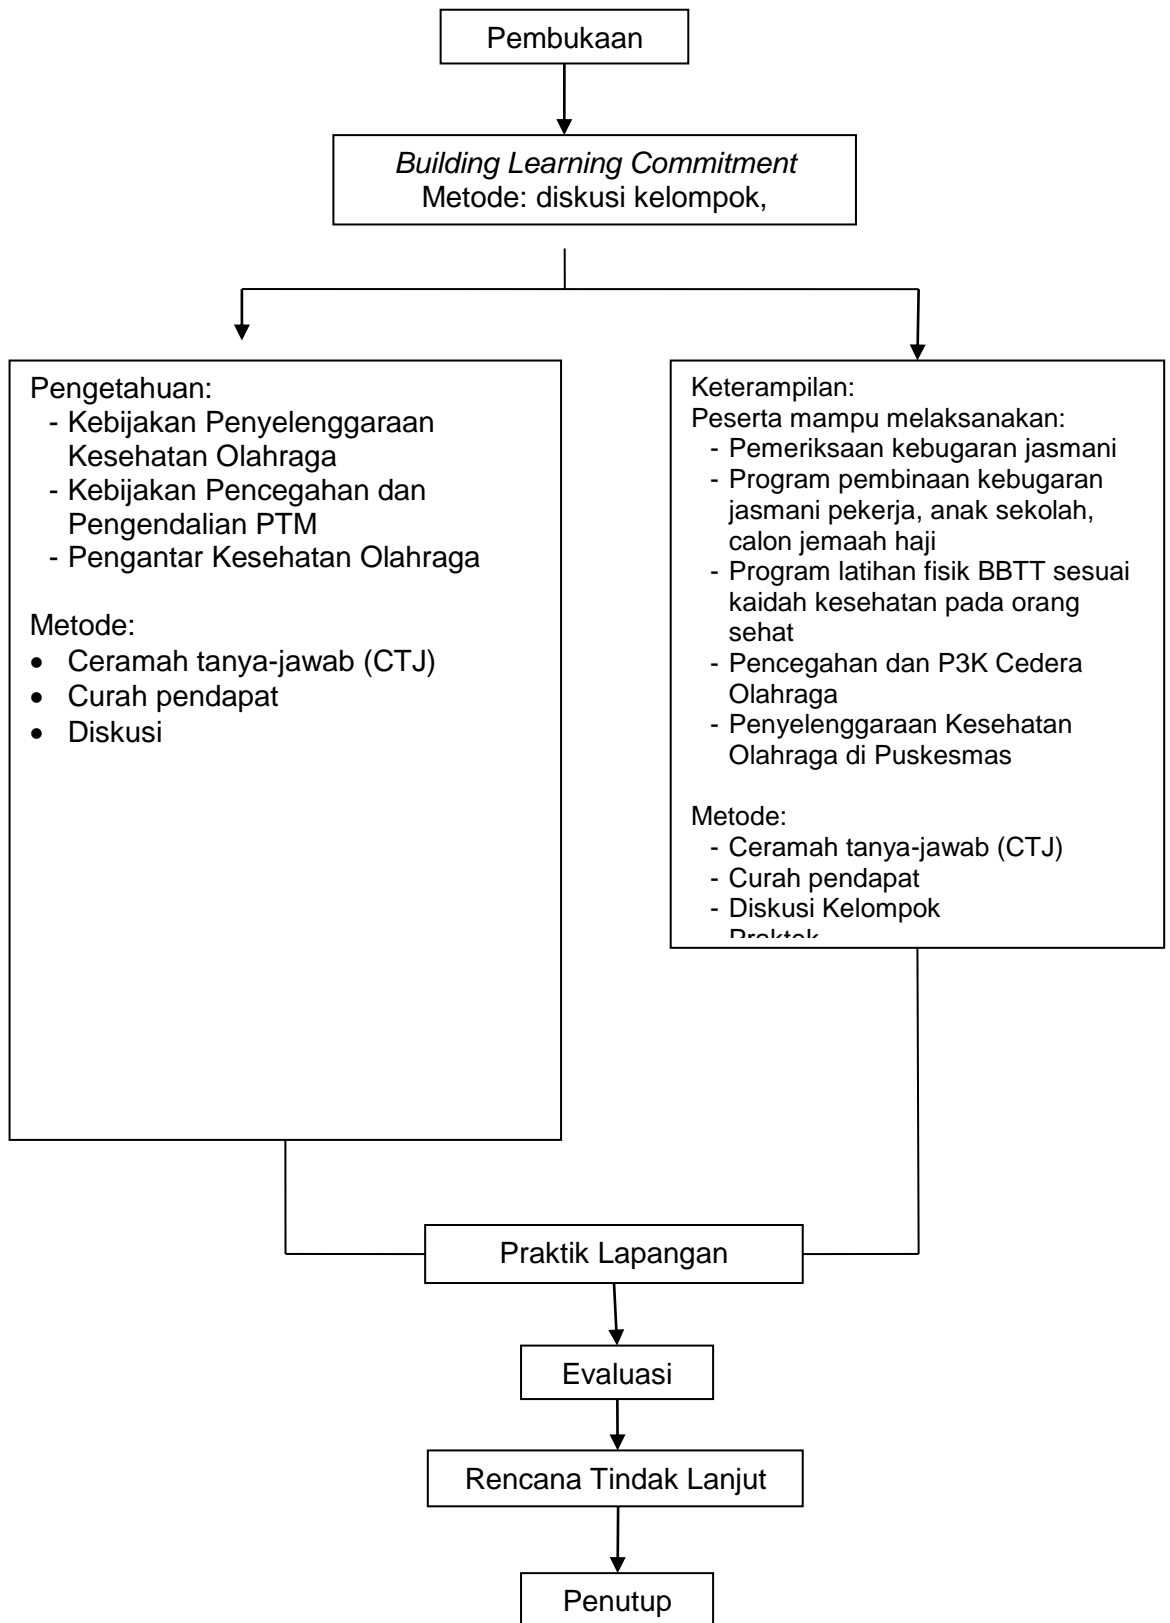 Pembukaan
Building Learning Commitment
Metode: diskusi kelompok,
Pengetahuan:
- Kebijakan Penyelenggaraan
Kesehatan Olahraga
- Kebijakan Pencegahan dan
Pengendalian PTM
- Pengantar Kesehatan Olahraga
Metode:
• Ceramah tanya-jawab (CTJ)
• Curah pendapat
• Diskusi
Keterampilan:
Peserta mampu melaksanakan:
- Pemeriksaan kebugaran jasmani
- Program pembinaan kebugaran
jasmani pekerja, anak sekolah,
calon jemaah haji
- Program latihan fisik BBTT sesuai
kaidah kesehatan pada orang
sehat
- Pencegahan dan P3K Cedera
Olahraga
- Penyelenggaraan Kesehatan
Olahraga di Puskesmas
Metode:
- Ceramah tanya-jawab (CTJ)
- Curah pendapat
- Diskusi Kelompok
- Praktek
Praktik Lapangan
Evaluasi
Rencana Tindak Lanjut
Penutup